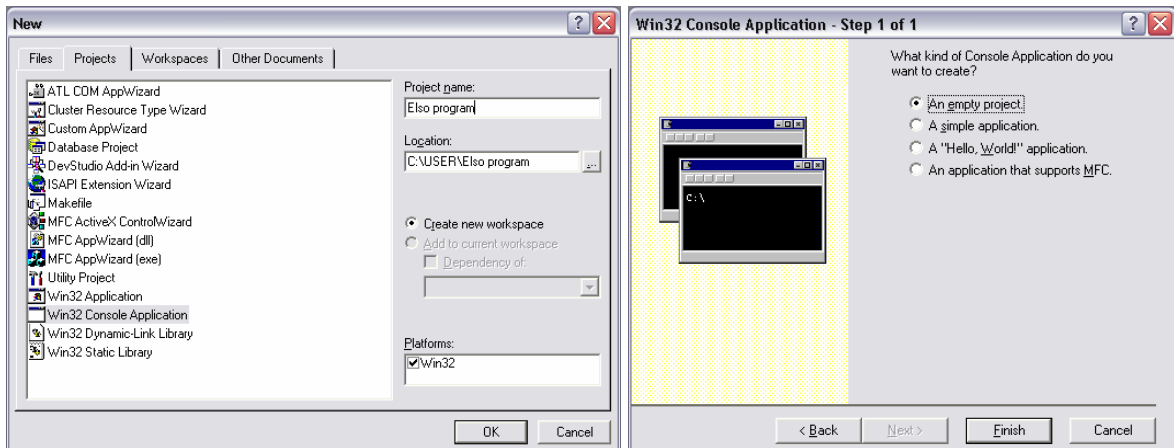 New
Files
Projects
Workspaces
Other Documents
ATL COM AppWizard
Cluster Resource Type Wizard
Custom AppWizard
Database Project
DevStudio Add-in Wizard
ISAPI Extension Wizard
Makefile
MFC ActiveX ControlWizard
MFC AppWizard (dll)
MFC AppWizard (exe)
Utility Project
Win32 Application
Win32 Console Application
Win32 Dynamic-Link Library
Win32 Static Library
Project name:
Elso program
Location:
C:\USER\Elso program
...
Create new workspace
Add to current workspace
Dependency of:
Platforms:
Win32
OK
Cancel
Win32 Console Application - Step 1 of 1
C:\
What kind of Console Application do you
want to create?
An empty project.
A simple application.
A "Hello, World!" application.
An application that supports MFC.
< Back
Next >
Finish
Cancel